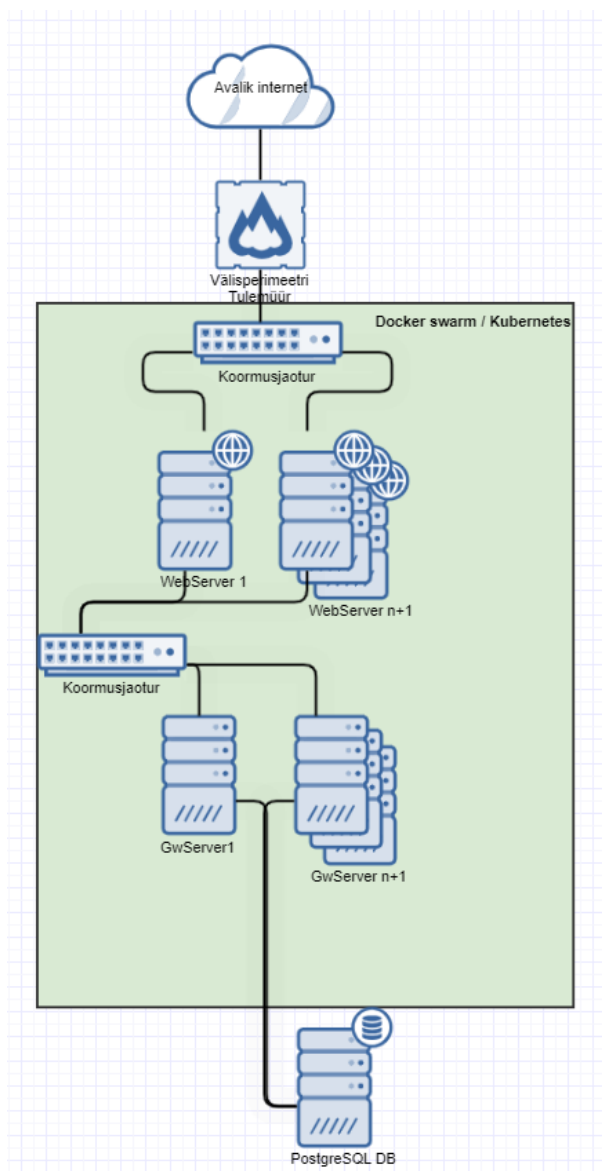 Avalik internet
Välisperimeetri
Tulemüür
Docker swarm / Kubernetes
Koormusjaotur
WebServer 1
WebServer n+1
Koormusjaotur
GwServer1
GwServer n+1
PostgreSQL DB